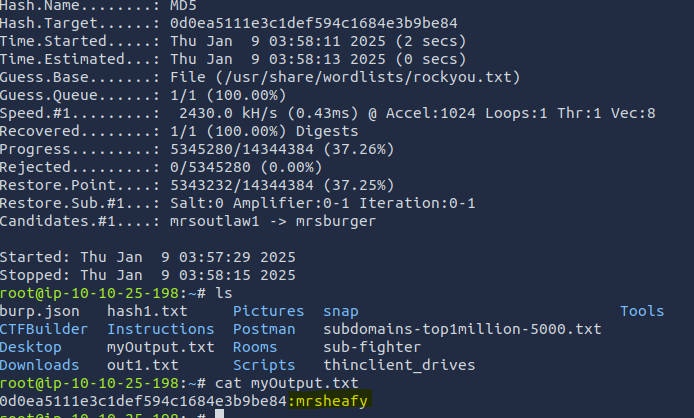 Hash.Name........: MD5
Hash.Target......: 0d0ea5111e3c1def594c1684e3b9be84
Time.Started.....: Thu Jan  9 03:58:11 2025 (2 secs)
Time.Estimated...: Thu Jan  9 03:58:13 2025 (0 secs)
Guess.Base.......: File (/usr/share/wordlists/rockyou.txt)
Guess.Queue......: 1/1 (100.00%)
Speed.#1.........:  2430.0 kH/s (0.43ms) @ Accel:1024 Loops:1 Thr:1 Vec:8
Recovered........: 1/1 (100.00%) Digests
Progress.........: 5345280/14344384 (37.26%)
Rejected.........: 0/5345280 (0.00%)
Restore.Point....: 5343232/14344384 (37.25%)
Restore.Sub.#1...: Salt:0 Amplifier:0-1 Iteration:0-1
Candidates.#1....: mrsoutlaw1 -> mrsburger
Started: Thu Jan  9 03:57:29 2025
Stopped: Thu Jan  9 03:58:15 2025
root@ip-10-10-25-198:~# ls
burp.json   hash1.txt     Pictures  snap                          Tools
CTFBuilder  Instructions  Postman   subdomains-top1million-5000.txt
Desktop     myOutput.txt  Rooms     sub-fighter
Downloads   out1.txt      Scripts   thinclient_drives
root@ip-10-10-25-198:~# cat myOutput.txt
0d0ea5111e3c1def594c1684e3b9be84:mrsheafy